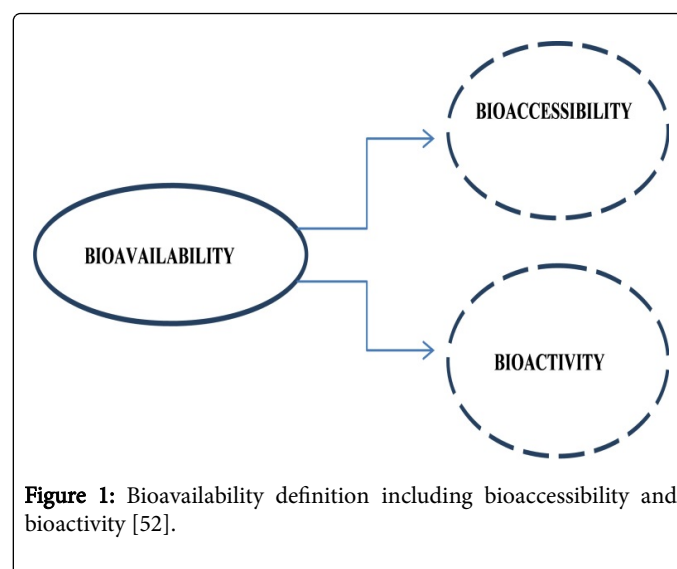 BIOACCESSIBILITY
BIOAVAILABILITY
BIOACTIVITY
Figure 1: Bioavailability definition including bioaccessibility and
bioactivity [52].